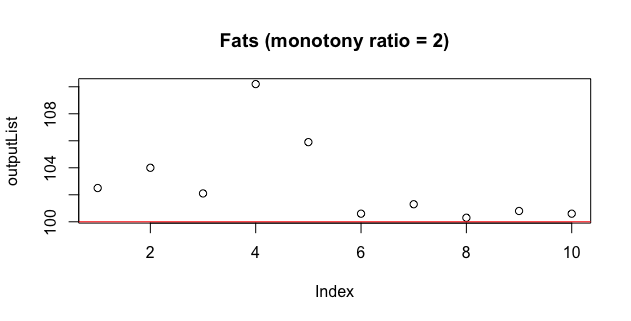 Fats (monotony ratio = 2)
outputList
108
104
100
2 4 6 8 10
Index